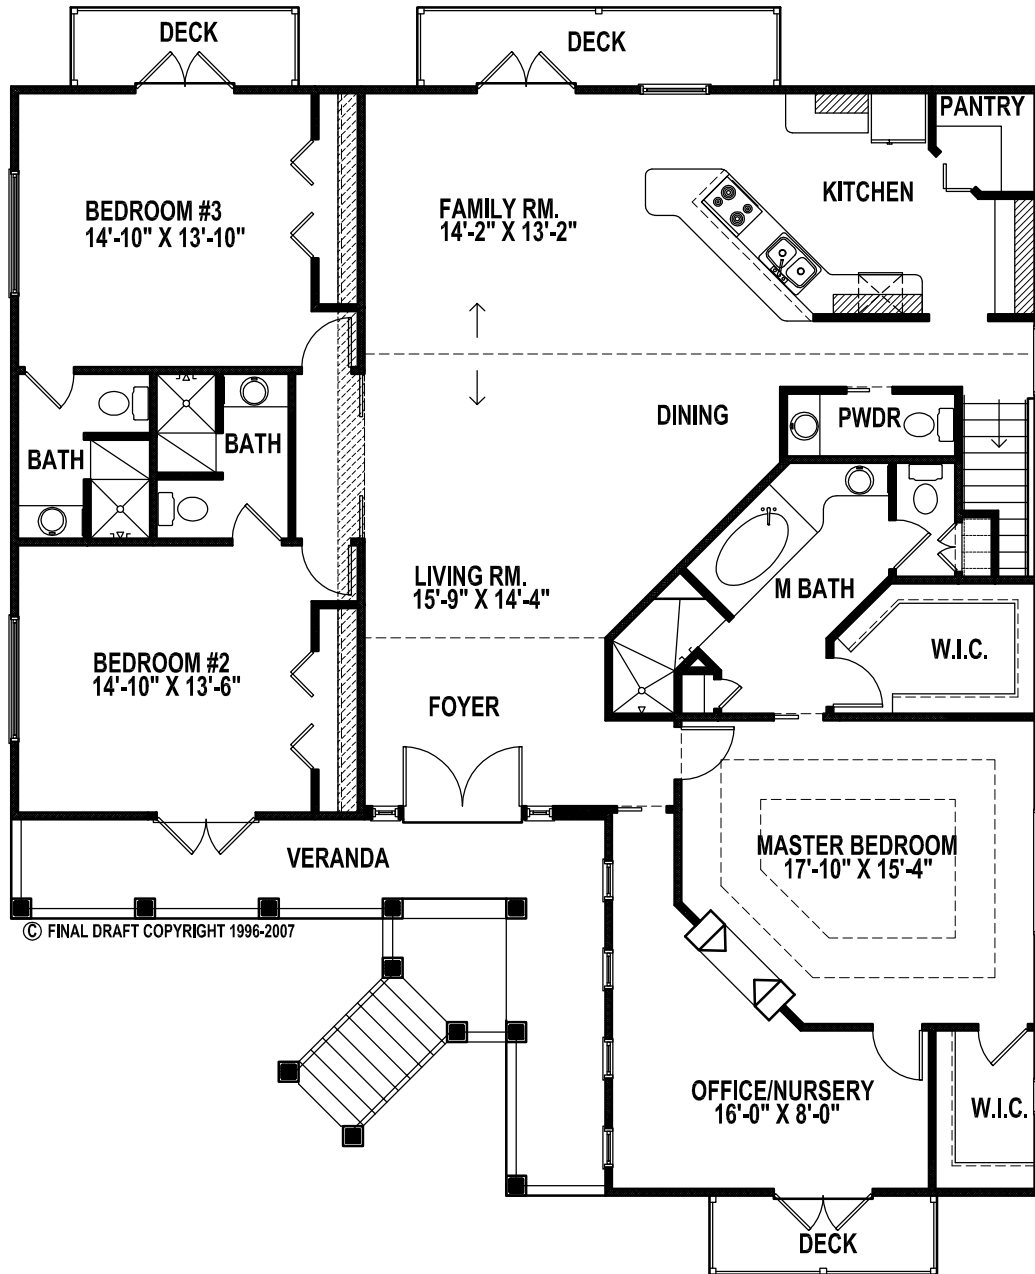 DECK
DECK
PANTRY
KITCHEN
BEDROOM #3
14'-10" X 13'-10"
FAMILY RM.
14'-2" X 13'-2"
DINING
PWDR
BATH
BATH
LIVING RM.
15'-9" X 14'-4"
M BATH
W.I.C.
BEDROOM #2
14'-10" X 13'-6"
FOYER
VERANDA
MASTER BEDROOM
17'-10" X 15'-4"
© FINAL DRAFT COPYRIGHT 1996-2007
OFFICE/NURSERY
16'-0" X 8'-0"
W.I.C.
DECK